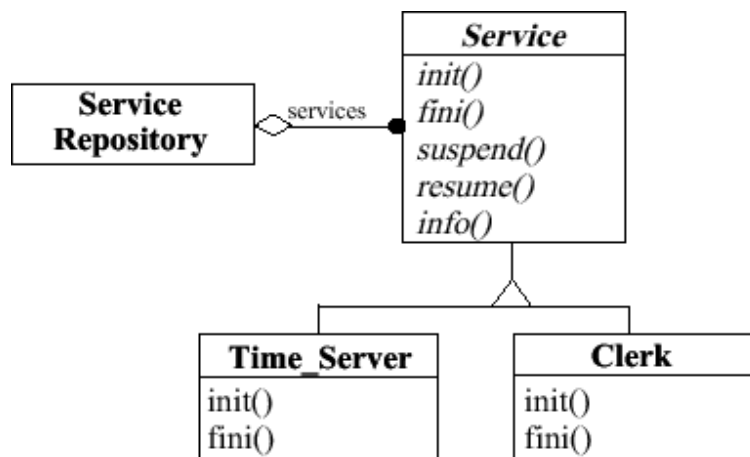 Service
init()
fini()
suspend()
resume()
info()
Service
Repository
services
Time_Server
init()
fini()
Clerk
init()
fini()